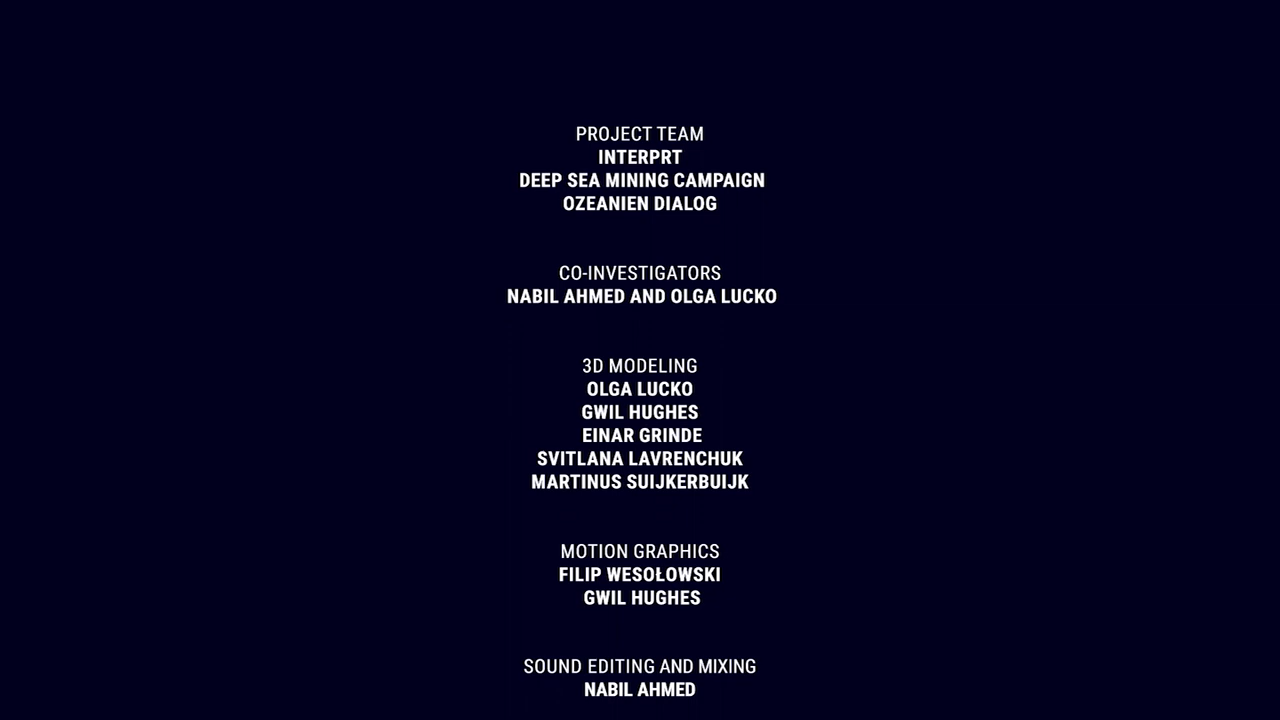 PROJECT TEAM
INTERPRT
DEEP SEA MINING CAMPAIGN
OZEANIEN DIALOG
CO-INVESTIGATORS
NABIL AHMED AND OLGA LUCKO
3D MODELING
OLGA LUCKO
GWIL HUGHES
EINAR GRINDE
SVITLANA LAVRENCHUK
MARTINUS SUIJKERBUIJK
MOTION GRAPHICS
FILIP WESOŁOWSKI
GWIL HUGHES
SOUND EDITING AND MIXING
NABIL AHMED